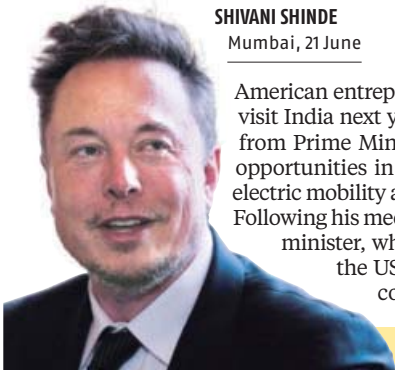 SHIVANI SHINDE
Mumbai, 21 June
American entrep
visit India next y
from Prime Min
opportunities in
electric mobility a
Following his mee
minister, wh
the US
co